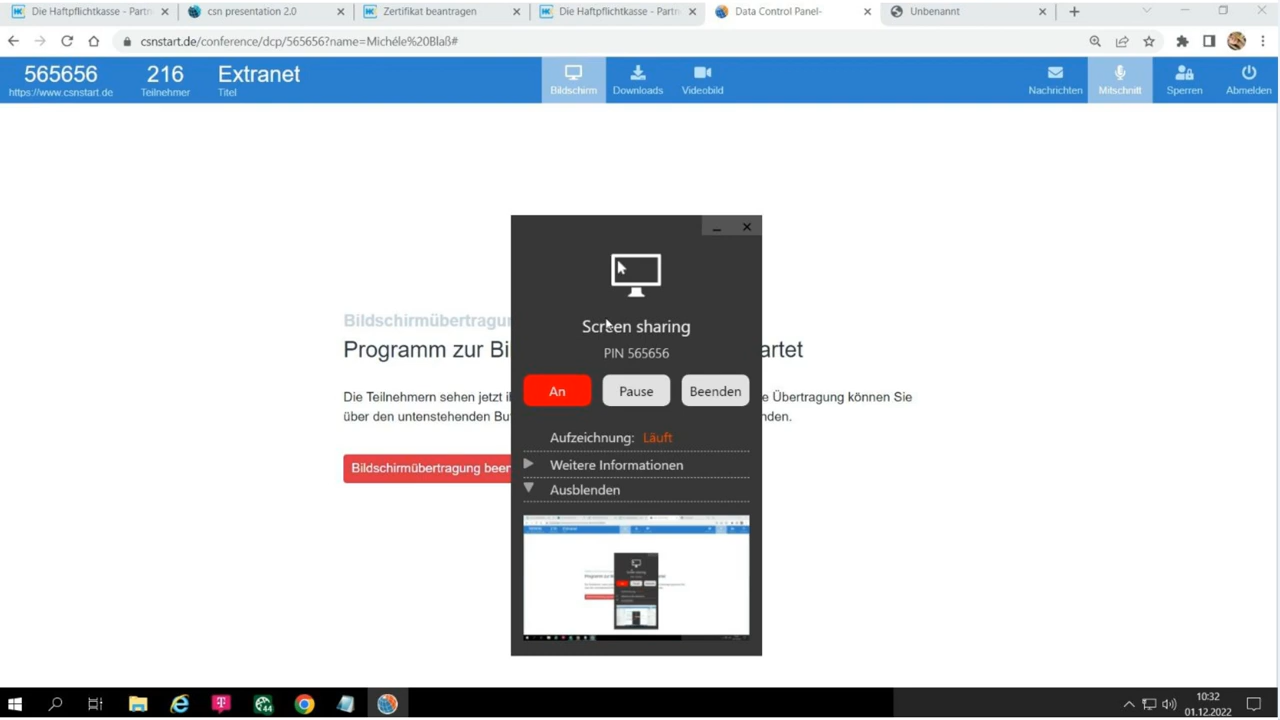 Die Haftpflichtkasse - Partn
csn presentation 2.0
Zertifikat beantragen
Die Haftpflichtkasse - Partn
Data Control Panel-
Unbenannt
csnstart.de/conference/dcp/565656?name=Michéle%20Blaß#
565656
https://www.csnstart.de
216
Teilnehmer
Extranet
Titel
Bildschirm
Downloads
Videobild
Nachrichten
Mitschnitt
Sperren
Abmelden
Screen sharing
PIN 565656
An
Pause
Beenden
Aufzeichnung: Läuft
Weitere Informationen
Ausblenden
Bildschirmübertragu
Programm zur Bi
artet
Die Teilnehmern sehen jetzt i
e Übertragung können Sie
über den untenstehenden Bu
nden.
Bildschirmübertragung been
10:32
01.12.2022